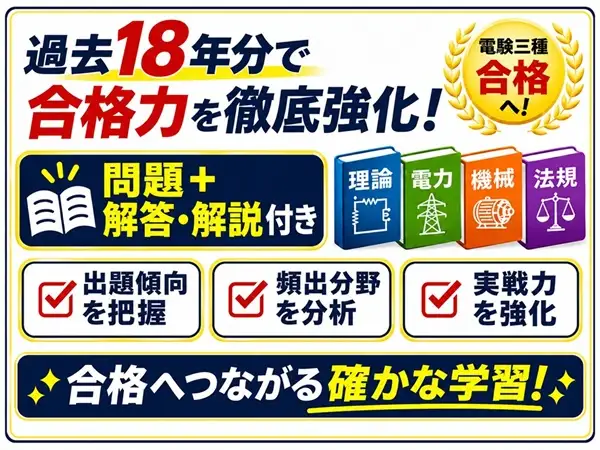 過去18年分で
合格力を徹底強化!
電験三種
合格
へ!
問題+
解答・解説付き
理論
電力
機械
法規
出題傾向
を把握
頻出分野
を分析
実戦力
を強化
合格へつながる確かな学習!